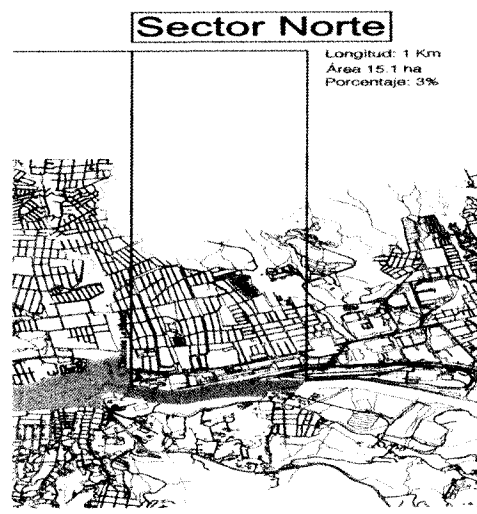 Sector Norte
Longitud: 1 Km
Área 15.1 ha
Porcentaje: 3%